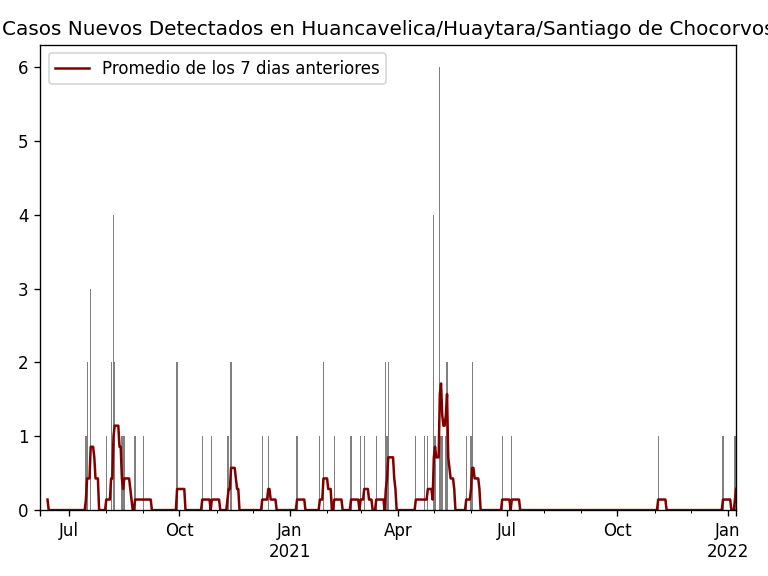 Casos Nuevos Detectados en Huancavelica/Huaytara/Santiago de Chocorvos
Promedio de los 7 dias anteriores
6
5
4
3
2
1
0
Jul Oct Jan Apr Jul Oct Jan
2021 2022